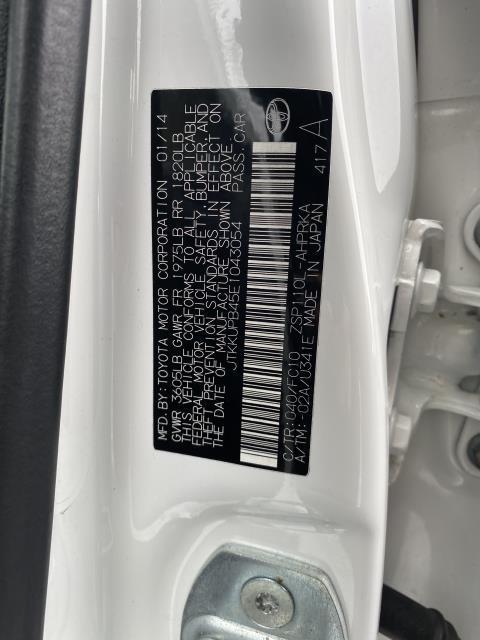 MFD. BY: TOYOTA MOTOR CORPORATION 01/14
GVWR 3605LB GAWR FR 1975LB RR 1820LB
THIS VEHICLE CONFORMS TO ALL APPLICABLE
FEDERAL MOTOR VEHICLE SAFETY, BUMPER, AND
THEFT PREVENTION STANDARDS IN EFFECT ON
THE DATE OF MANUFACTURE SHOWN ABOVE.
JTKKUPB45E1043054 PASS. CAR
C/TR: 040/FC10 ZSP110L-AHPRKA
A/TM: -02A/U341E MADE IN JAPAN
417A